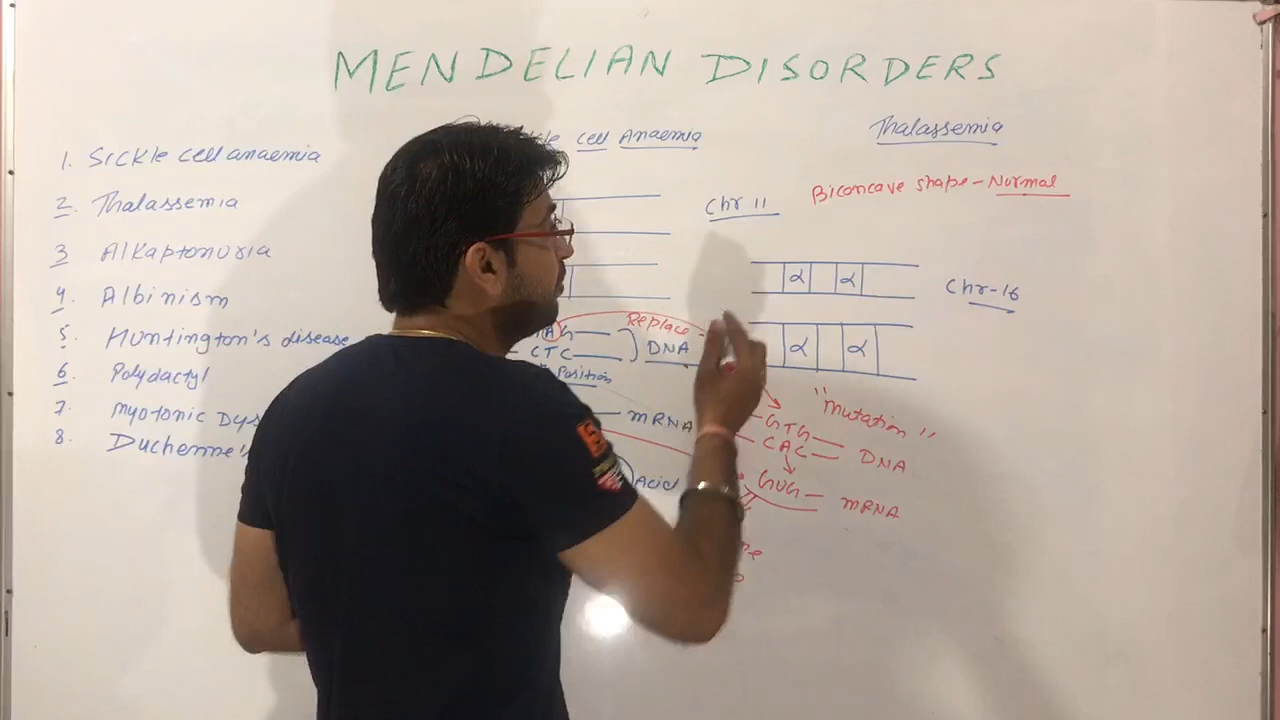 MENDELIAN DISORDERS
1. Sickle cell anaemia
2. Thalassemia
3 Alkaptonuria
4. Albinism
5. Huntington's disease
6 Polydactyl
7. Myotonic Dys
8. Duchenne's
cell Anaemia
Chr 11
Replace
CTC
DNA
Position
mRNA
Acid
Thalassemia
Biconcave shape - Normal
α α
Chr-16
α α
"mutation"
GTG
CAC DNA
GUG - mRNA